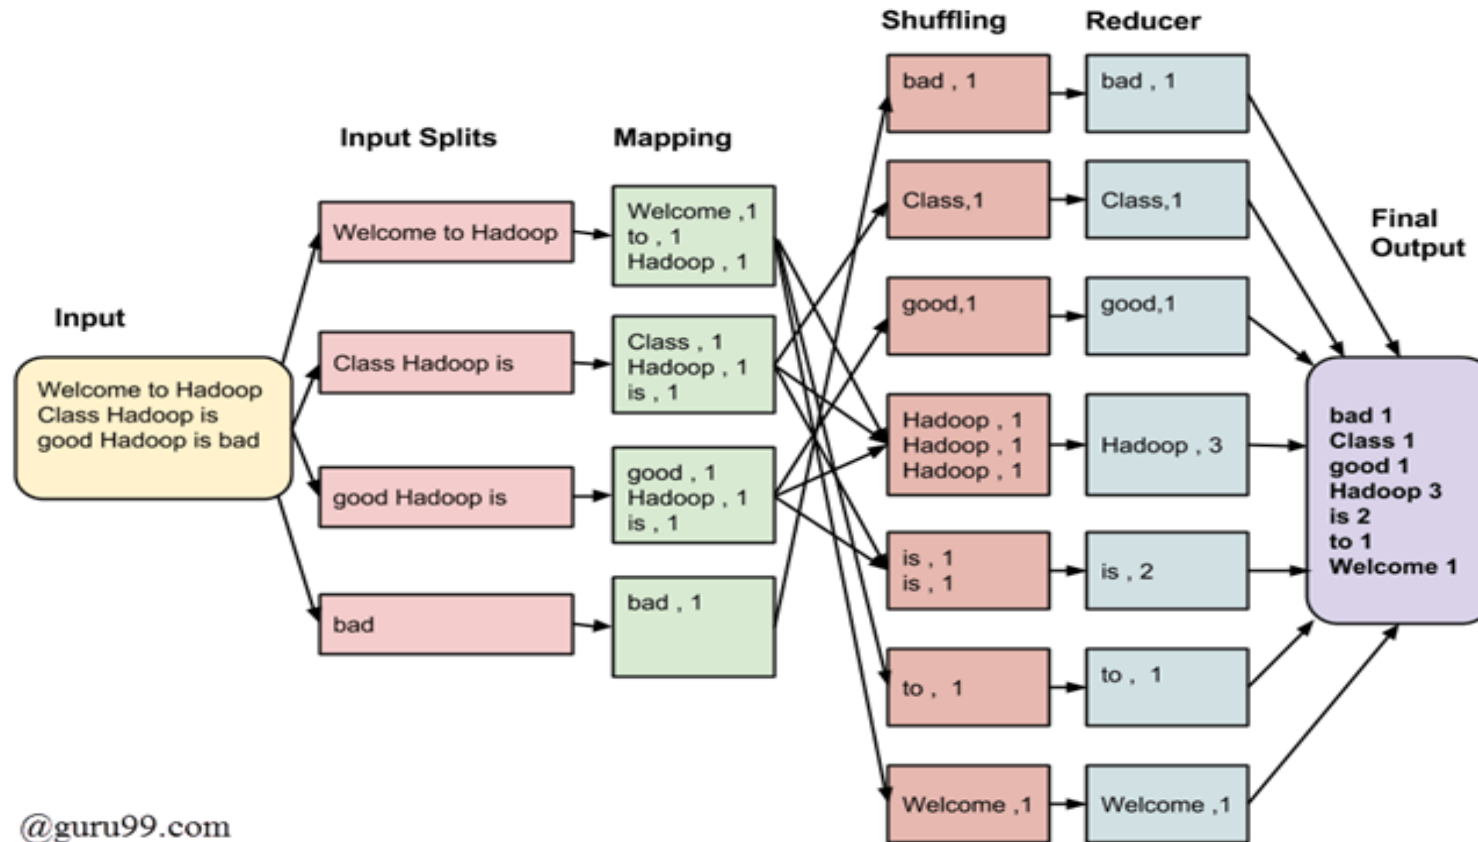 Input
Welcome to Hadoop
Class Hadoop is
good Hadoop is bad
Input Splits
Welcome to Hadoop
Class Hadoop is
good Hadoop is
bad
Mapping
Welcome ,1
to , 1
Hadoop , 1
Class , 1
Hadoop , 1
is , 1
good , 1
Hadoop , 1
is , 1
bad , 1
Shuffling
bad , 1
Class,1
good,1
Hadoop , 1
Hadoop , 1
Hadoop , 1
is , 1
is , 1
to , 1
Welcome ,1
Reducer
bad , 1
Class,1
good,1
Hadoop , 3
is , 2
to , 1
Welcome ,1
Final
Output
bad 1
Class 1
good 1
Hadoop 3
is 2
to 1
Welcome 1
@guru99.com